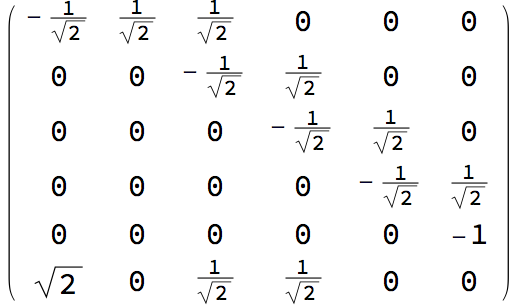 ( -1/√2 1/√2 1/√2 0 0 0 )
( 0 0 -1/√2 1/√2 0 0 )
( 0 0 0 -1/√2 1/√2 0 )
( 0 0 0 0 -1/√2 1/√2 )
( 0 0 0 0 0 -1 )
( √2 0 1/√2 1/√2 0 0 )